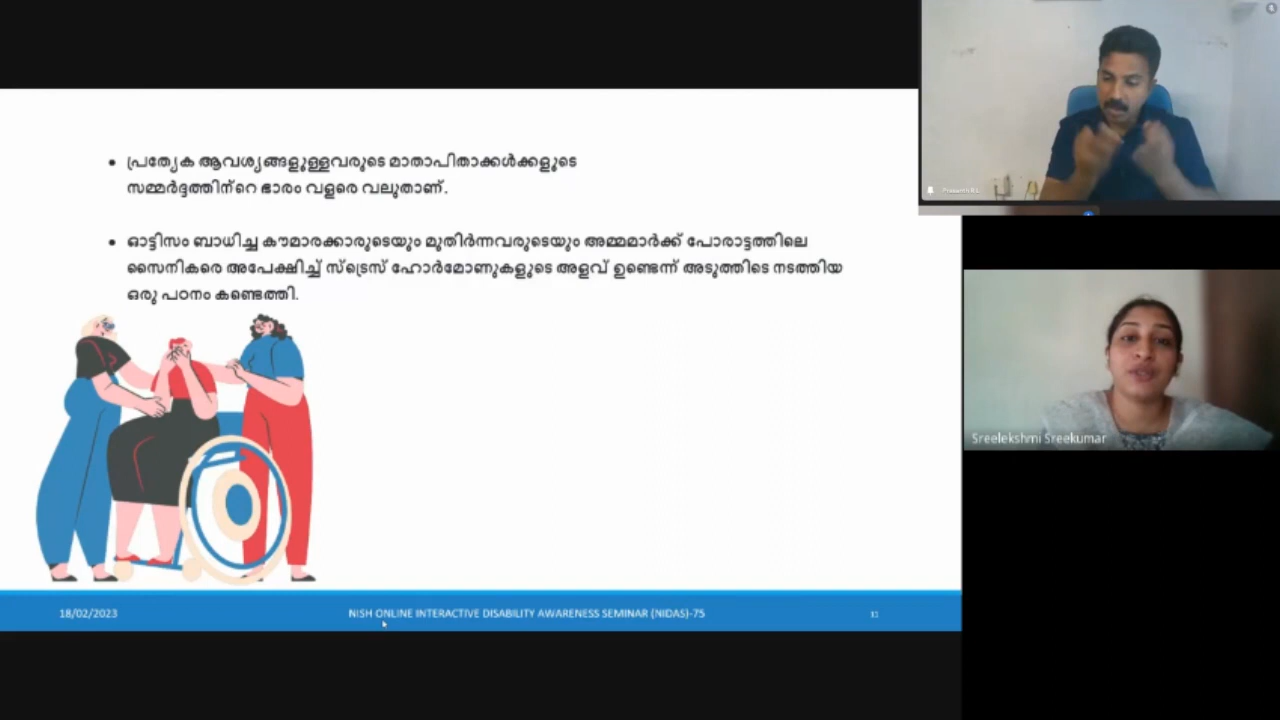 പ്രത്യേക ആവശ്യങ്ങളുള്ളവരുടെ മാതാപിതാക്കൾക്കളുടെ
സമ്മർദ്ദത്തിന്റെ ഭാരം വളരെ വലുതാണ്.
ഓട്ടിസം ബാധിച്ച കൗമാരക്കാരുടെയും മുതിർന്നവരുടെയും അമ്മമാർക്ക് പോരാട്ടത്തിലെ
സൈനികരെ അപേക്ഷിച്ച് സ്ട്രെസ് ഹോർമോണുകളുടെ അളവ് ഉണ്ടെന്ന് അടുത്തിടെ നടത്തിയ
ഒരു പഠനം കണ്ടെത്തി.
18/02/2023
NISH ONLINE INTERACTIVE DISABILITY AWARENESS SEMINAR (NIDAS)-75
11
Sreelekshmi Sreekumar